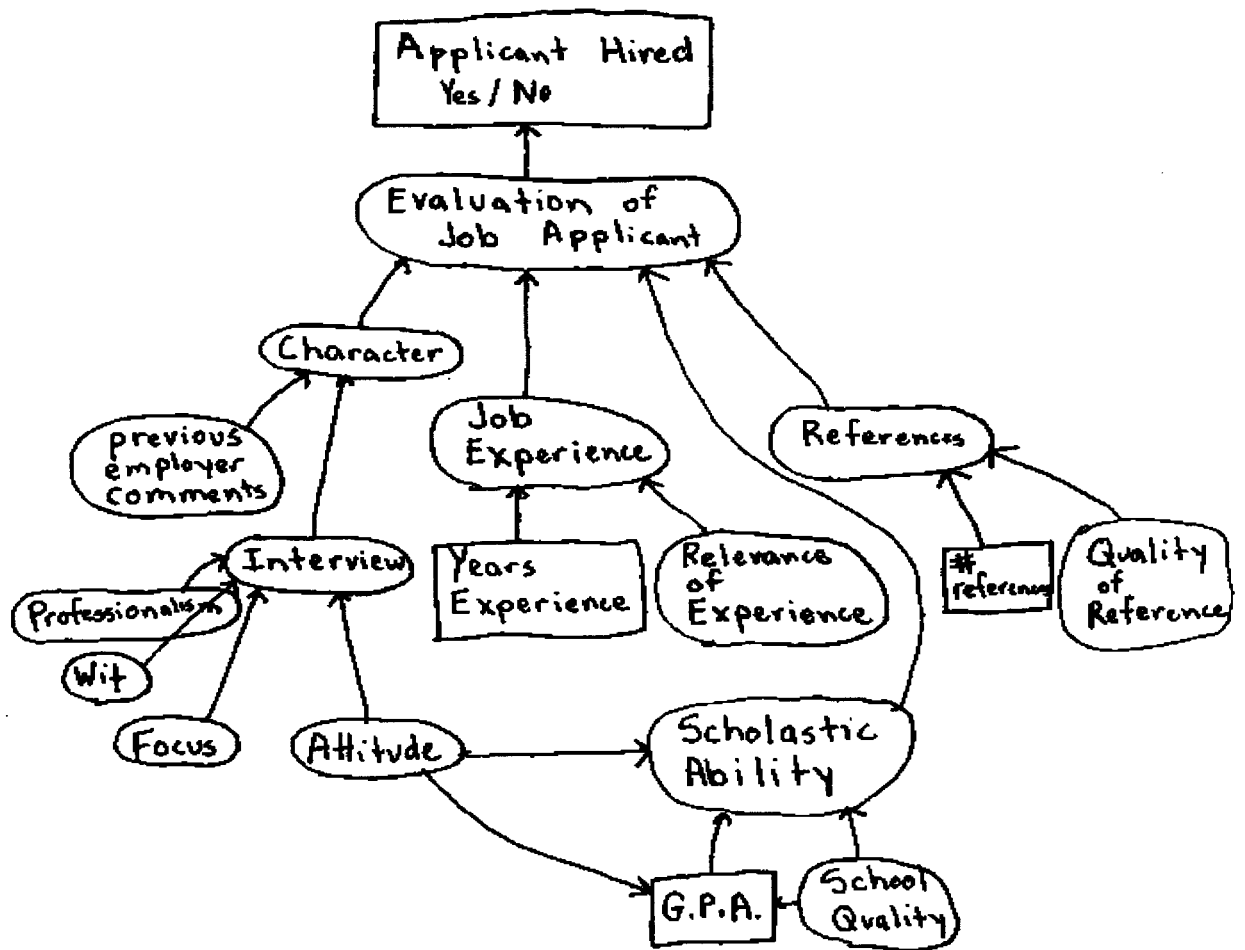 Applicant Hired
Yes / No
Evaluation of
Job Applicant
Character
previous
employer
comments
Job
Experience
References
Interview
Professionalism
Wit
Focus
Attitude
Years
Experience
Relevance
of
Experience
#
references
Quality
of
Reference
Scholastic
Ability
G.P.A.
School
Quality